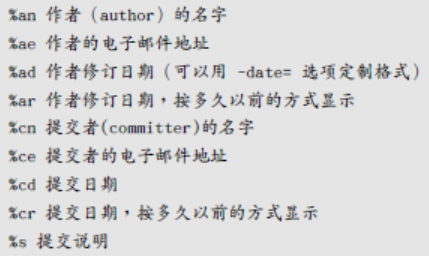 %an 作者 (author) 的名字
%ae 作者的电子邮件地址
%ad 作者修订日期 (可以用 -date= 选项定制格式)
%ar 作者修订日期，按多久以前的方式显示
%cn 提交者(committer)的名字
%ce 提交者的电子邮件地址
%cd 提交日期
%cr 提交日期，按多久以前的方式显示
%s 提交说明